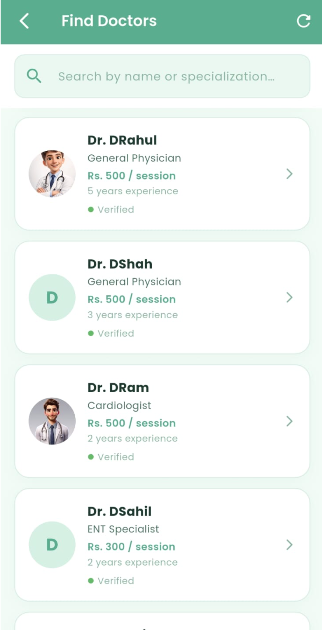 Find Doctors
Search by name or specialization...
Dr. DRahul
General Physician
Rs. 500 / session
5 years experience
Verified
D
Dr. DShah
General Physician
Rs. 500 / session
3 years experience
Verified
Dr. DRam
Cardiologist
Rs. 500 / session
2 years experience
Verified
D
Dr. DSahil
ENT Specialist
Rs. 300 / session
2 years experience
Verified